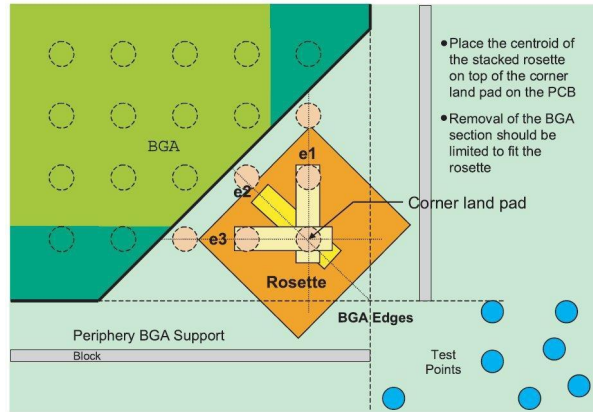 ● Place the centroid of
the stacked rosette
on top of the corner
land pad on the PCB
● Removal of the BGA
section should be
limited to fit the
rosette
BGA
e1
e2
e3
Corner land pad
Rosette
BGA Edges
Periphery BGA Support
Block
Test
Points